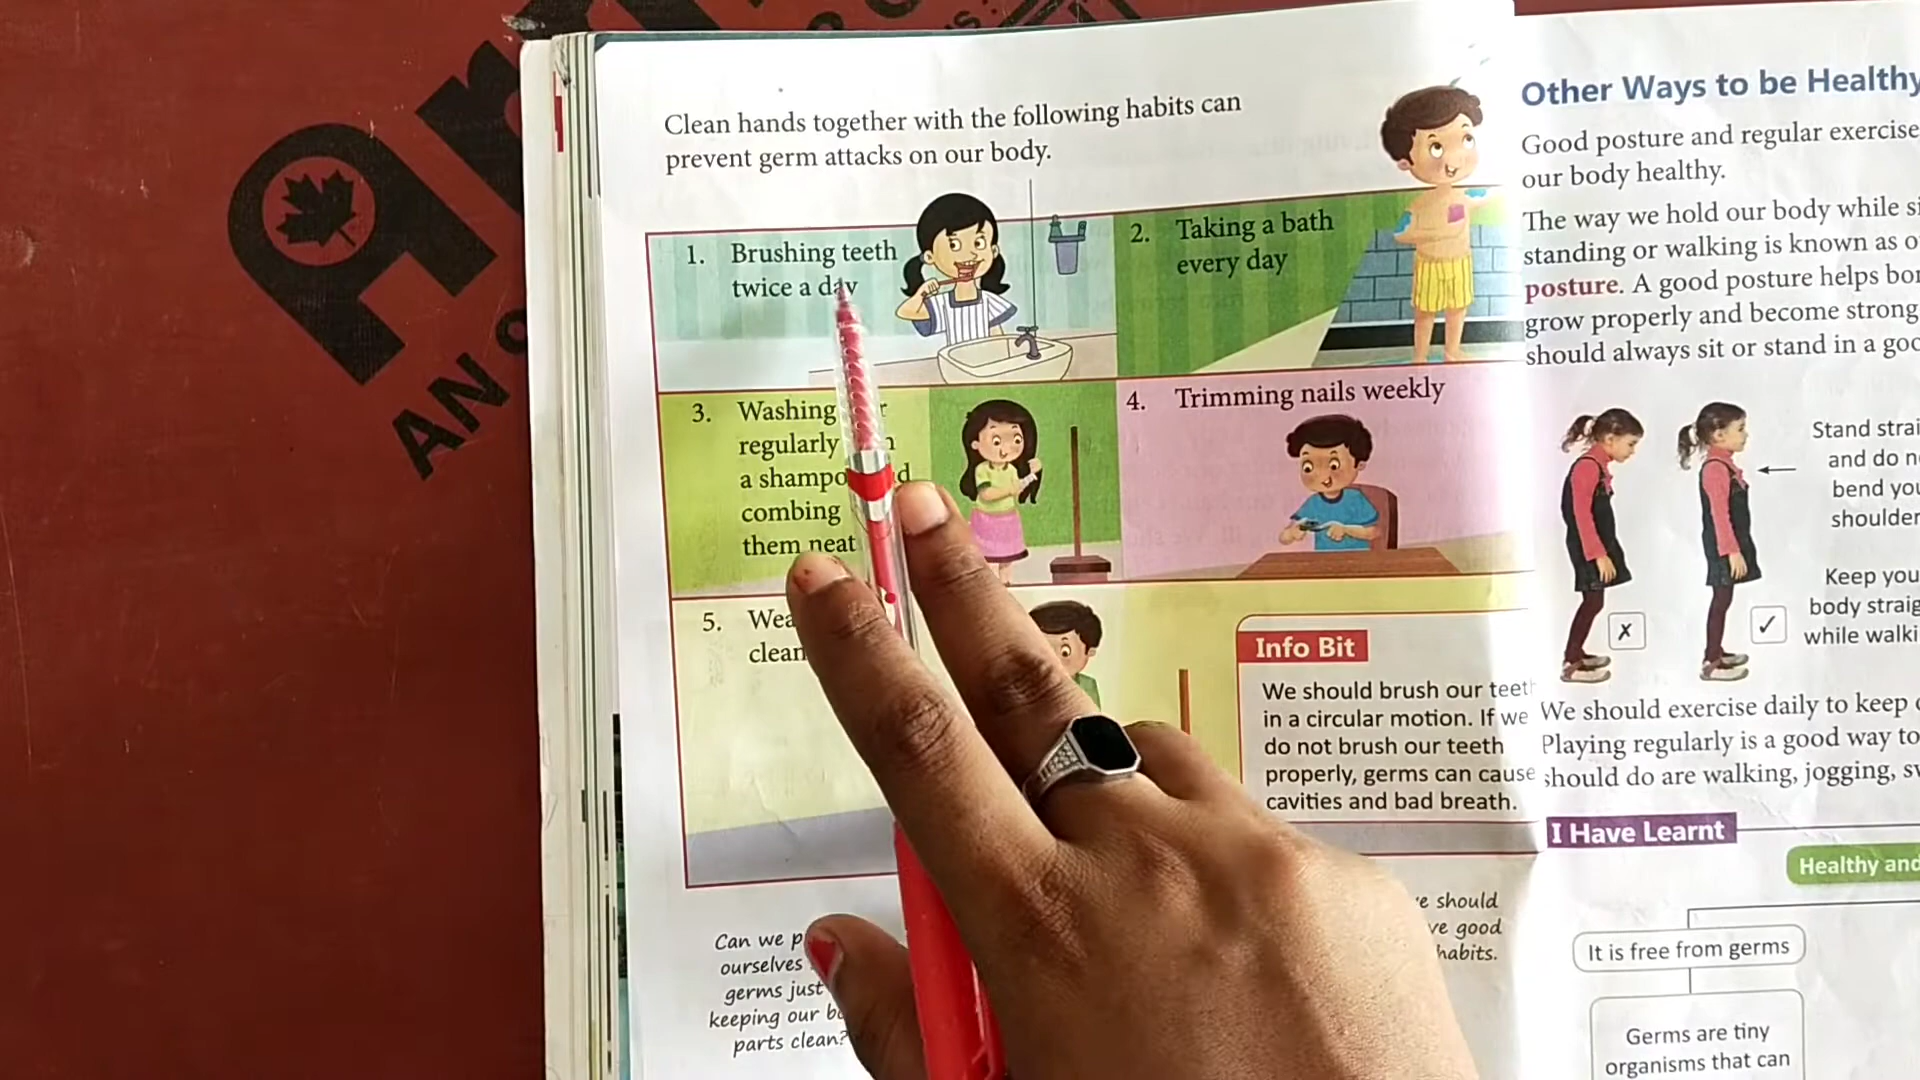 Clean hands together with the following habits can
prevent germ attacks on our body.
1. Brushing teeth
twice a day
2. Taking a bath
every day
3. Washing
regularly
a shampo
combing
them neat
4. Trimming nails weekly
5. Wea
clean
Info Bit
We should brush our teeth
in a circular motion. If we
do not brush our teeth
properly, germs can cause
cavities and bad breath.
Can we p
ourselves
germs just
keeping our b
parts clean?
should
good
habits.
Other Ways to be Healthy
Good posture and regular exercise
our body healthy.
The way we hold our body while si
standing or walking is known as o
posture. A good posture helps bon
grow properly and become strong
should always sit or stand in a goo
Stand strai
and do n
bend you
shoulder
Keep you
body straig
while walki
We should exercise daily to keep
Playing regularly is a good way to
should do are walking, jogging, sw
I Have Learnt
Healthy and
It is free from germs
Germs are tiny
organisms that can
AN